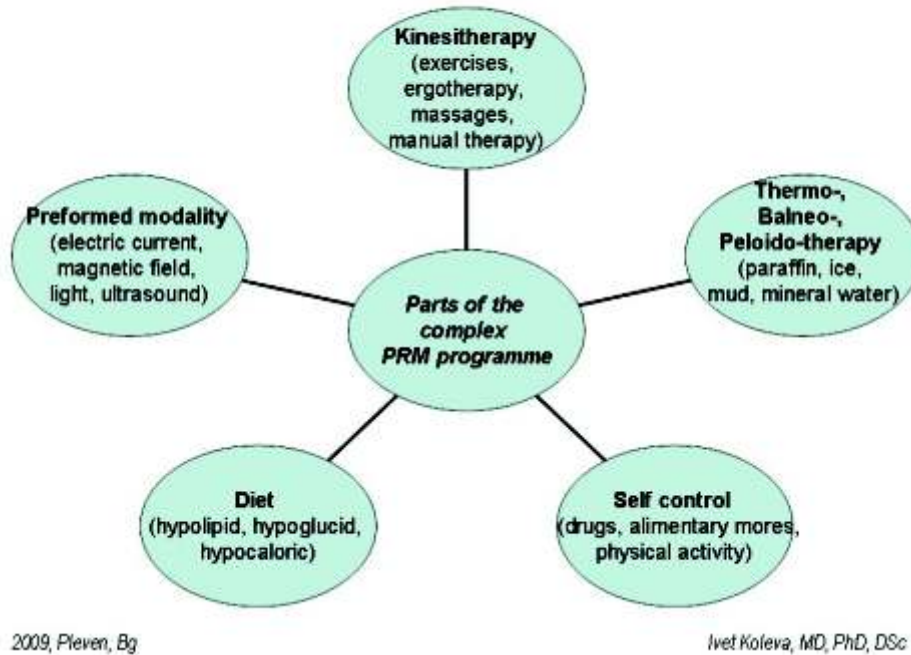 Kinesitherapy
(exercises,
ergotherapy,
massages,
manual therapy)
Preformed modality
(electric current,
magnetic field,
light, ultrasound)
Thermo-,
Balneo-,
Peloido-therapy
(paraffin, ice,
mud, mineral water)
Parts of the
complex
PRM programme
Diet
(hypolipid, hypoglucid,
hypocaloric)
Self control
(drugs, alimentary mores,
physical activity)
2009, Pleven, Bg
Ivet Koleva, MD, PhD, DSc